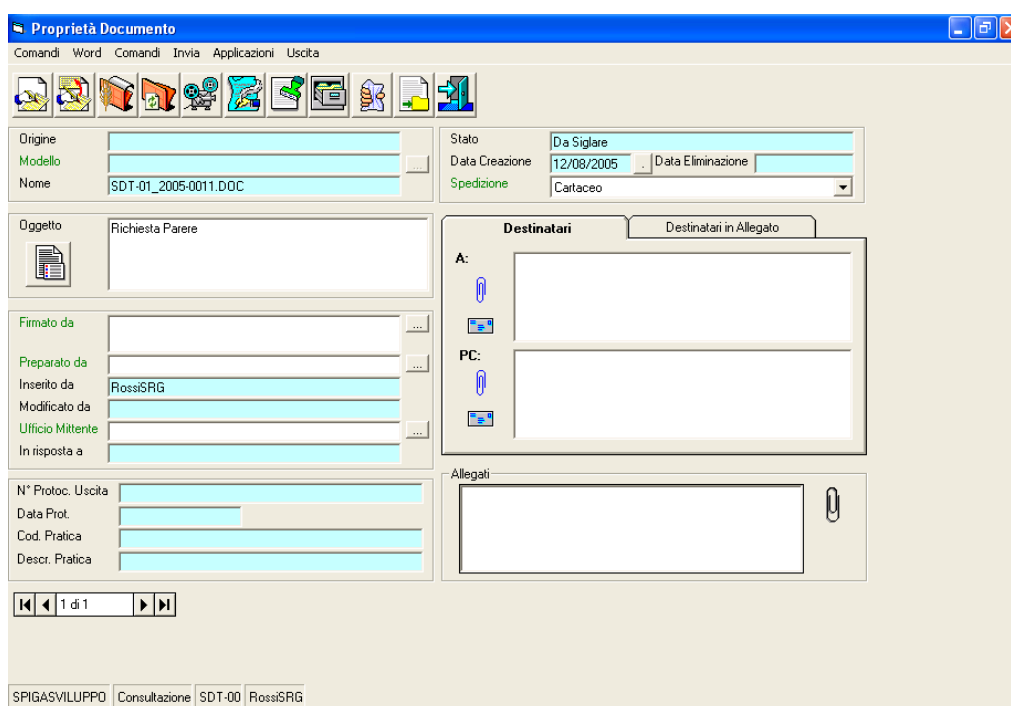 Proprietà Documento
Comandi Word Comandi Invia Applicazioni Uscita
Origine
Modello
...
Nome SDT-01_2005-0011.DOC
Stato Da Siglare
Data Creazione 12/08/2005 . Data Eliminazione
Spedizione Cartaceo
Oggetto Richiesta Parere
Firmato da ...
Preparato da ...
Inserito da RossiSRG
Modificato da
Ufficio Mittente ...
In risposta a
Destinatari Destinatari in Allegato
A:
PC:
N° Protoc. Uscita
Data Prot.
Cod. Pratica
Descr. Pratica
Allegati
1 di 1
SPIGASVILUPPO Consultazione SDT-00 RossiSRG